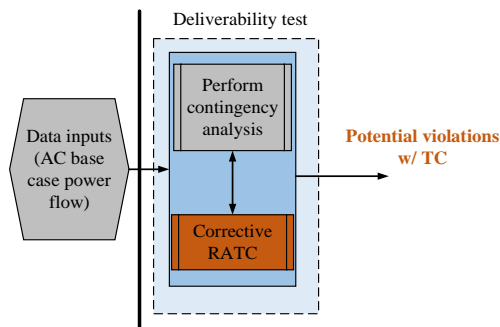 Deliverability test
Perform
contingency
analysis
Data inputs
(AC base
case power
flow)
Potential violations
w/ TC
Corrective
RATC